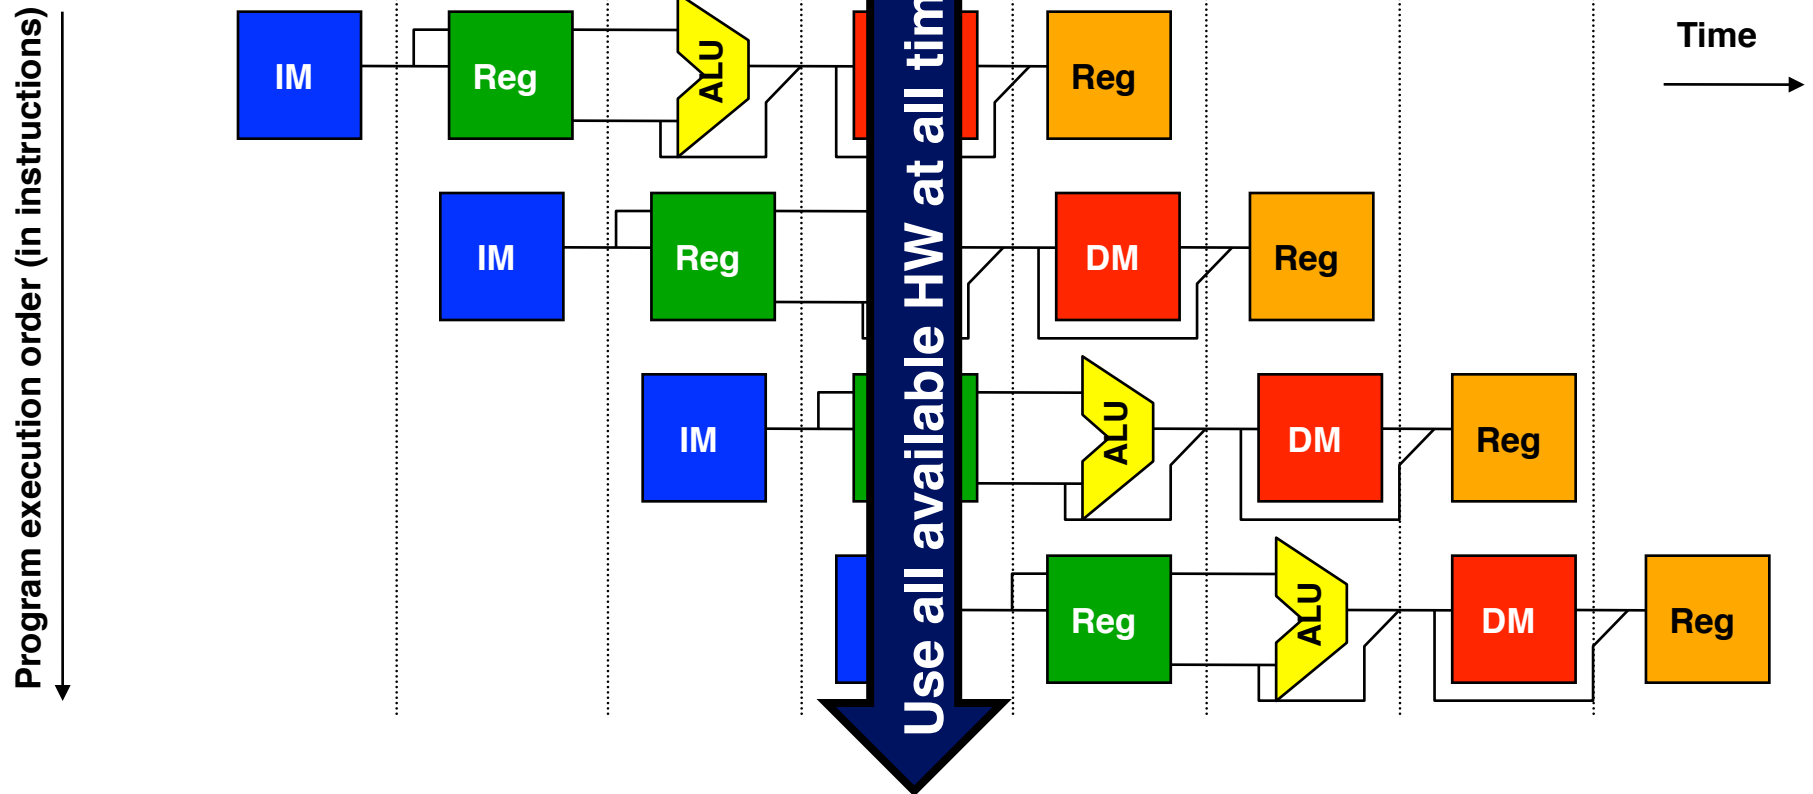 Program execution order (in instructions)
Time
IM
Reg
ALU
Reg
IM
Reg
DM
Reg
IM
ALU
DM
Reg
Reg
ALU
DM
Reg
Use all available HW at all